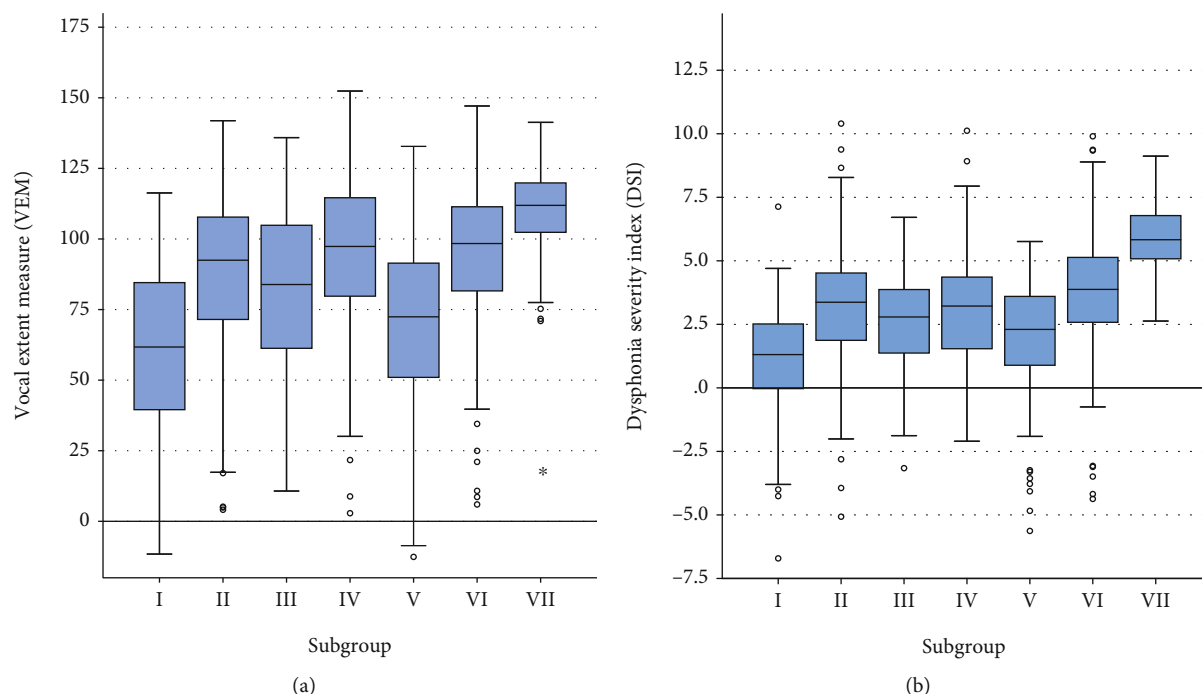 Vocal extent measure (VEM)
175
150
125
100
75
50
25
0
*
I II III IV V VI VII
Subgroup
(a)
Dysphonia severity index (DSI)
12.5
10.0
7.5
5.0
2.5
.0
−2.5
−5.0
−7.5
I II III IV V VI VII
Subgroup
(b)